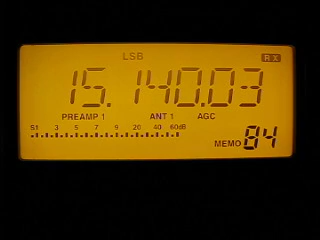 LSB RX
15.140.03
PREAMP 1 ANT 1 AGC
S1 3 5 7 9 20 40 60dB
MEMO 84